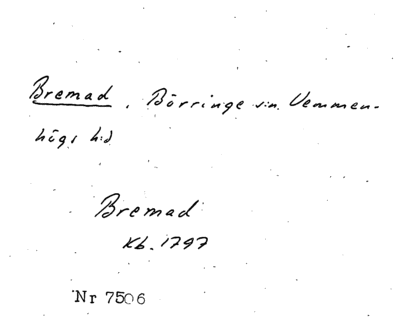 Bremad, Börringe sn. Vemmen-
högs hd
Bremad
Kb. 1797
Nr 7506